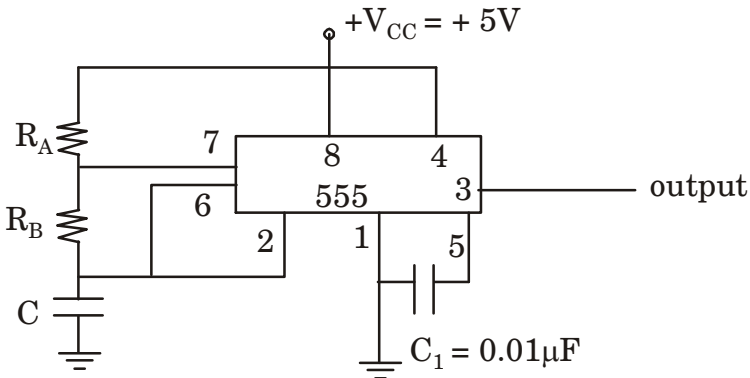 +V_CC = + 5V
R_A
7
8
4
6
555
3
output
R_B
2
1
5
C
C_1 = 0.01μF